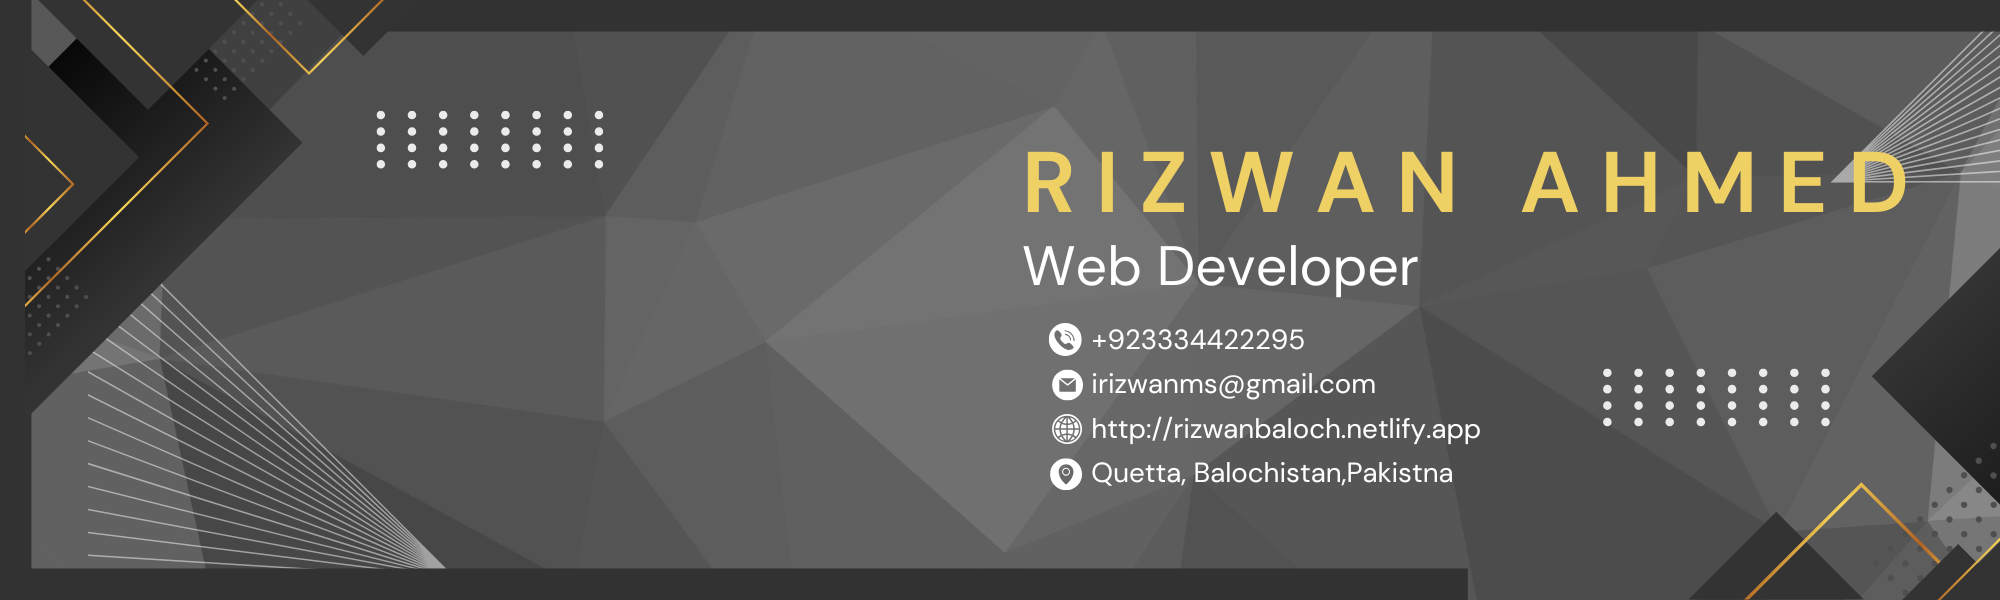 RIZWAN AHMED
Web Developer
+923334422295
irizwanms@gmail.com
http://rizwanbaloch.netlify.app
Quetta, Balochistan,Pakistna